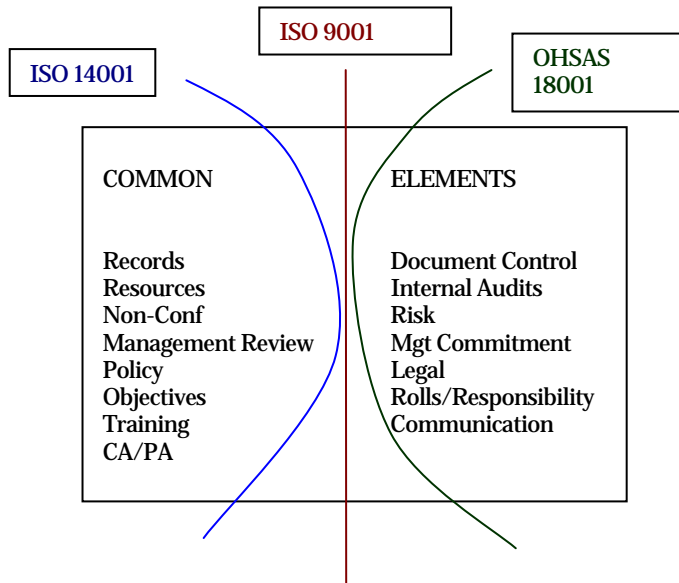 ISO 9001
ISO 14001
OHSAS
18001
COMMON
ELEMENTS
Records
Resources
Non-Conf
Management Review
Policy
Objectives
Training
CA/PA
Document Control
Internal Audits
Risk
Mgt Commitment
Legal
Rolls/Responsibility
Communication